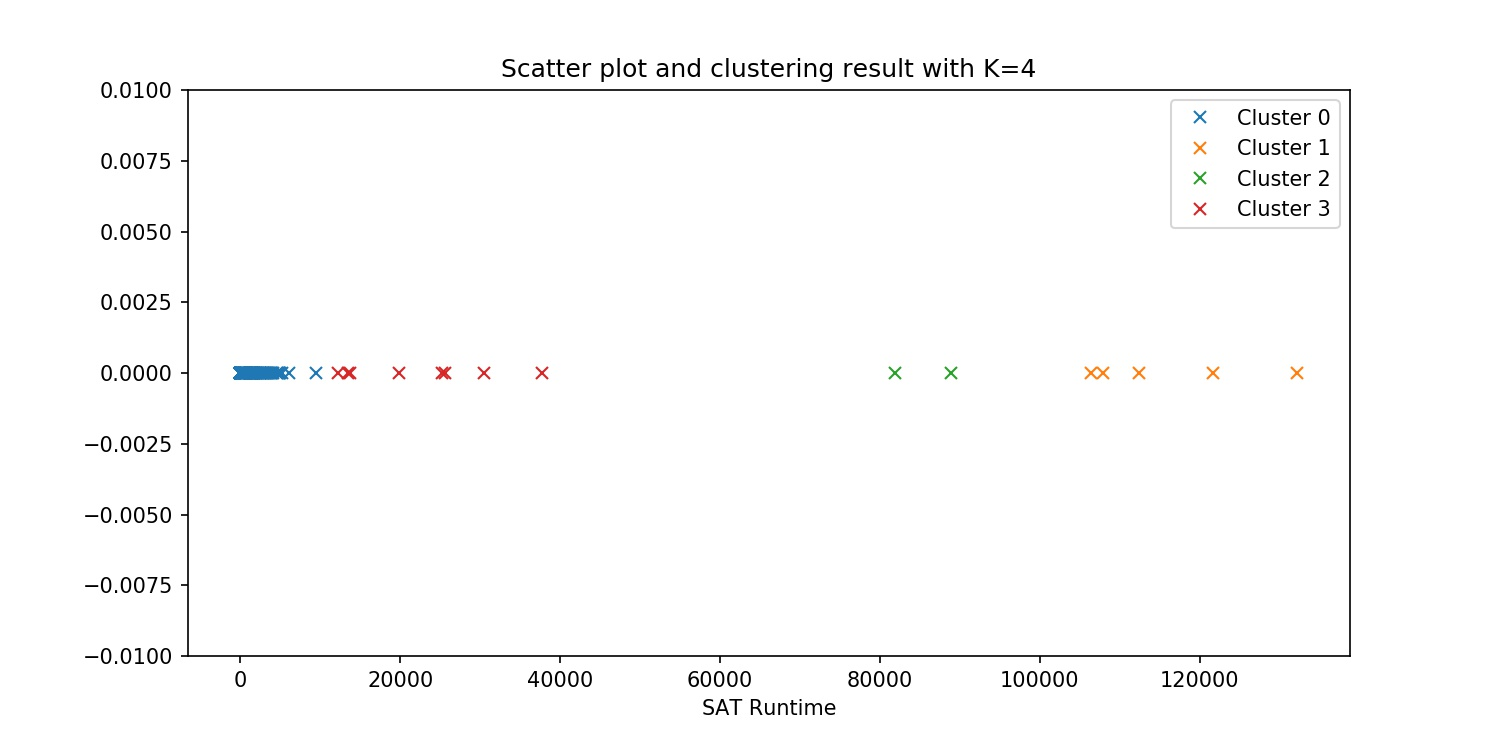 Scatter plot and clustering result with K=4
0.0100
0.0075
0.0050
0.0025
0.0000
−0.0025
−0.0050
−0.0075
−0.0100
Cluster 0
Cluster 1
Cluster 2
Cluster 3
0 20000 40000 60000 80000 100000 120000
SAT Runtime